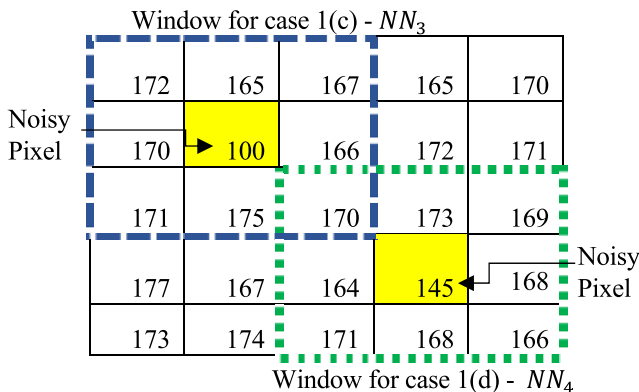 Window for case 1(c) - NN₃
172 165 167 165 170
Noisy
Pixel
170 100 166 172 171
171 175 170 173 169
177 167 164 145 168
Noisy
Pixel
173 174 171 168 166
Window for case 1(d) - NN₄